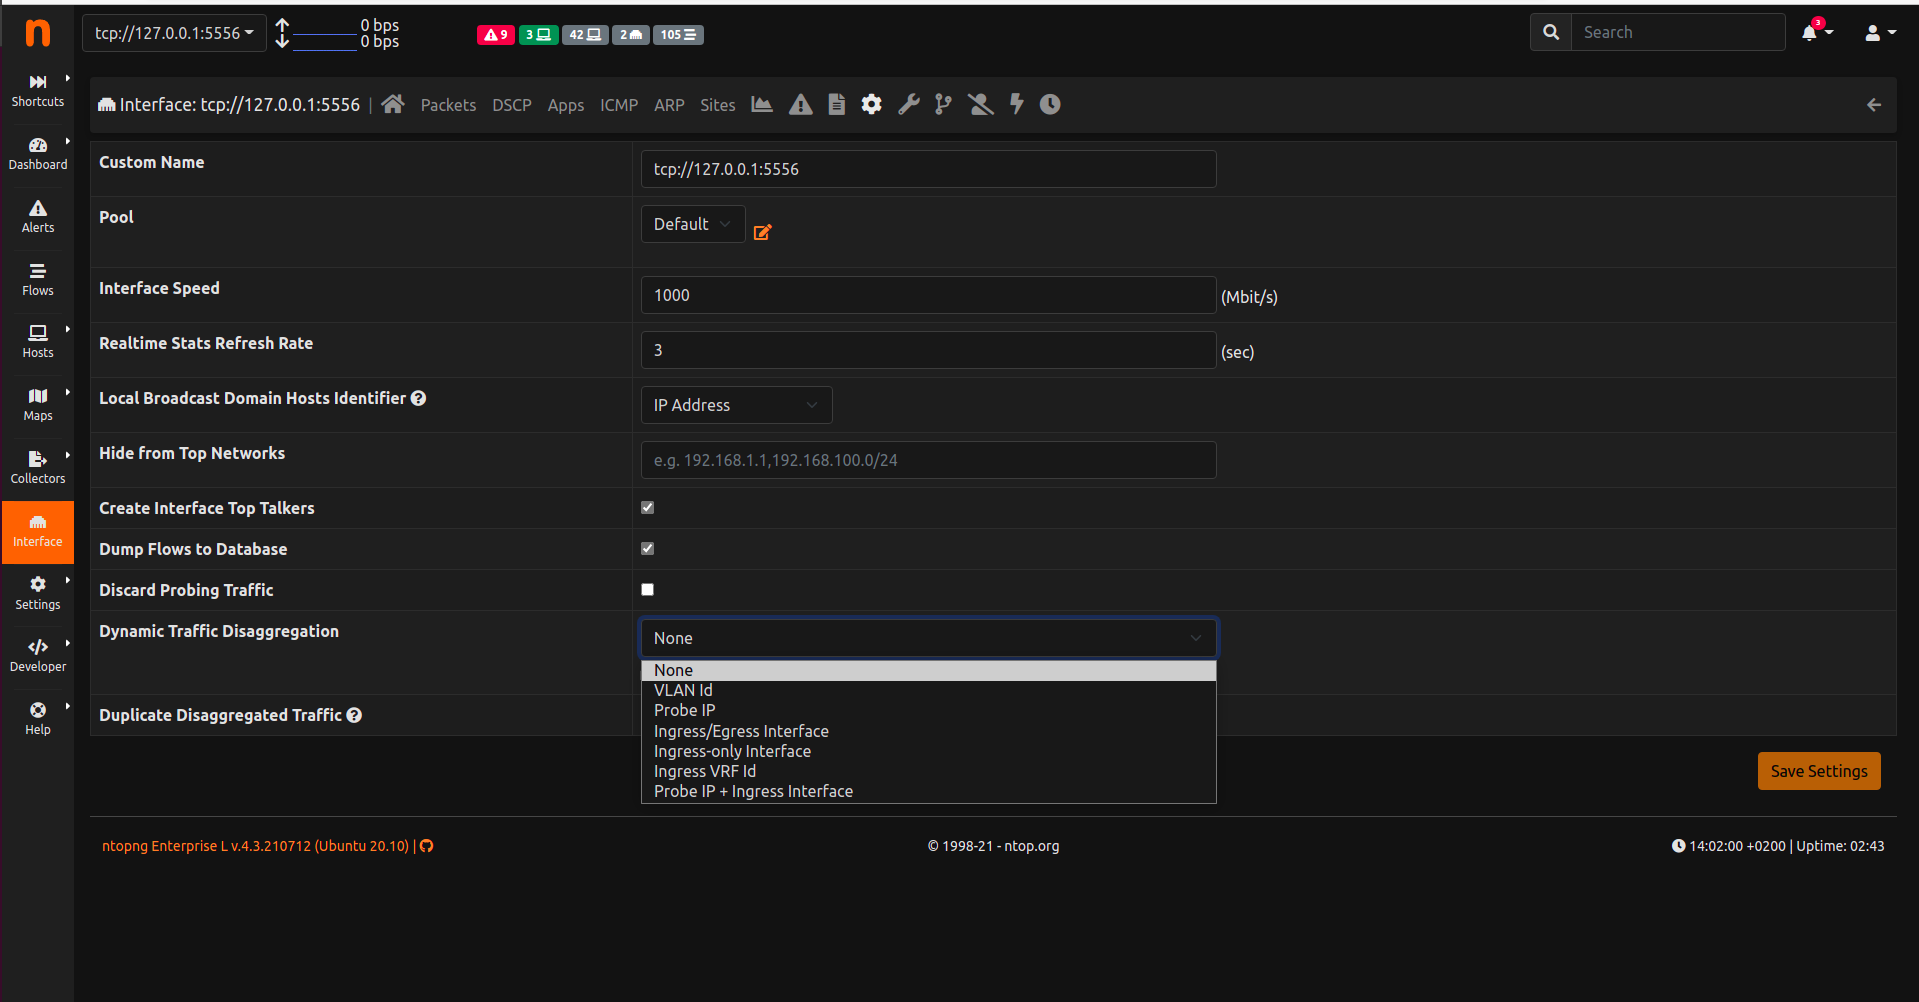 n
tcp://127.0.0.1:5556
0 bps
0 bps
9
3
42
2
105
Search
3
Shortcuts
Dashboard
Alerts
Flows
Hosts
Maps
Collectors
Interface
Settings
Developer
Help
Interface: tcp://127.0.0.1:5556 | Packets DSCP Apps ICMP ARP Sites
Custom Name
tcp://127.0.0.1:5556
Pool
Default
Interface Speed
1000
(Mbit/s)
Realtime Stats Refresh Rate
3
(sec)
Local Broadcast Domain Hosts Identifier
IP Address
Hide from Top Networks
e.g. 192.168.1.1,192.168.100.0/24
Create Interface Top Talkers
Dump Flows to Database
Discard Probing Traffic
Dynamic Traffic Disaggregation
None
None
VLAN Id
Probe IP
Ingress/Egress Interface
Ingress-only Interface
Ingress VRF Id
Probe IP + Ingress Interface
Duplicate Disaggregated Traffic
Save Settings
ntopng Enterprise L v.4.3.210712 (Ubuntu 20.10) |
© 1998-21 - ntop.org
14:02:00 +0200 | Uptime: 02:43